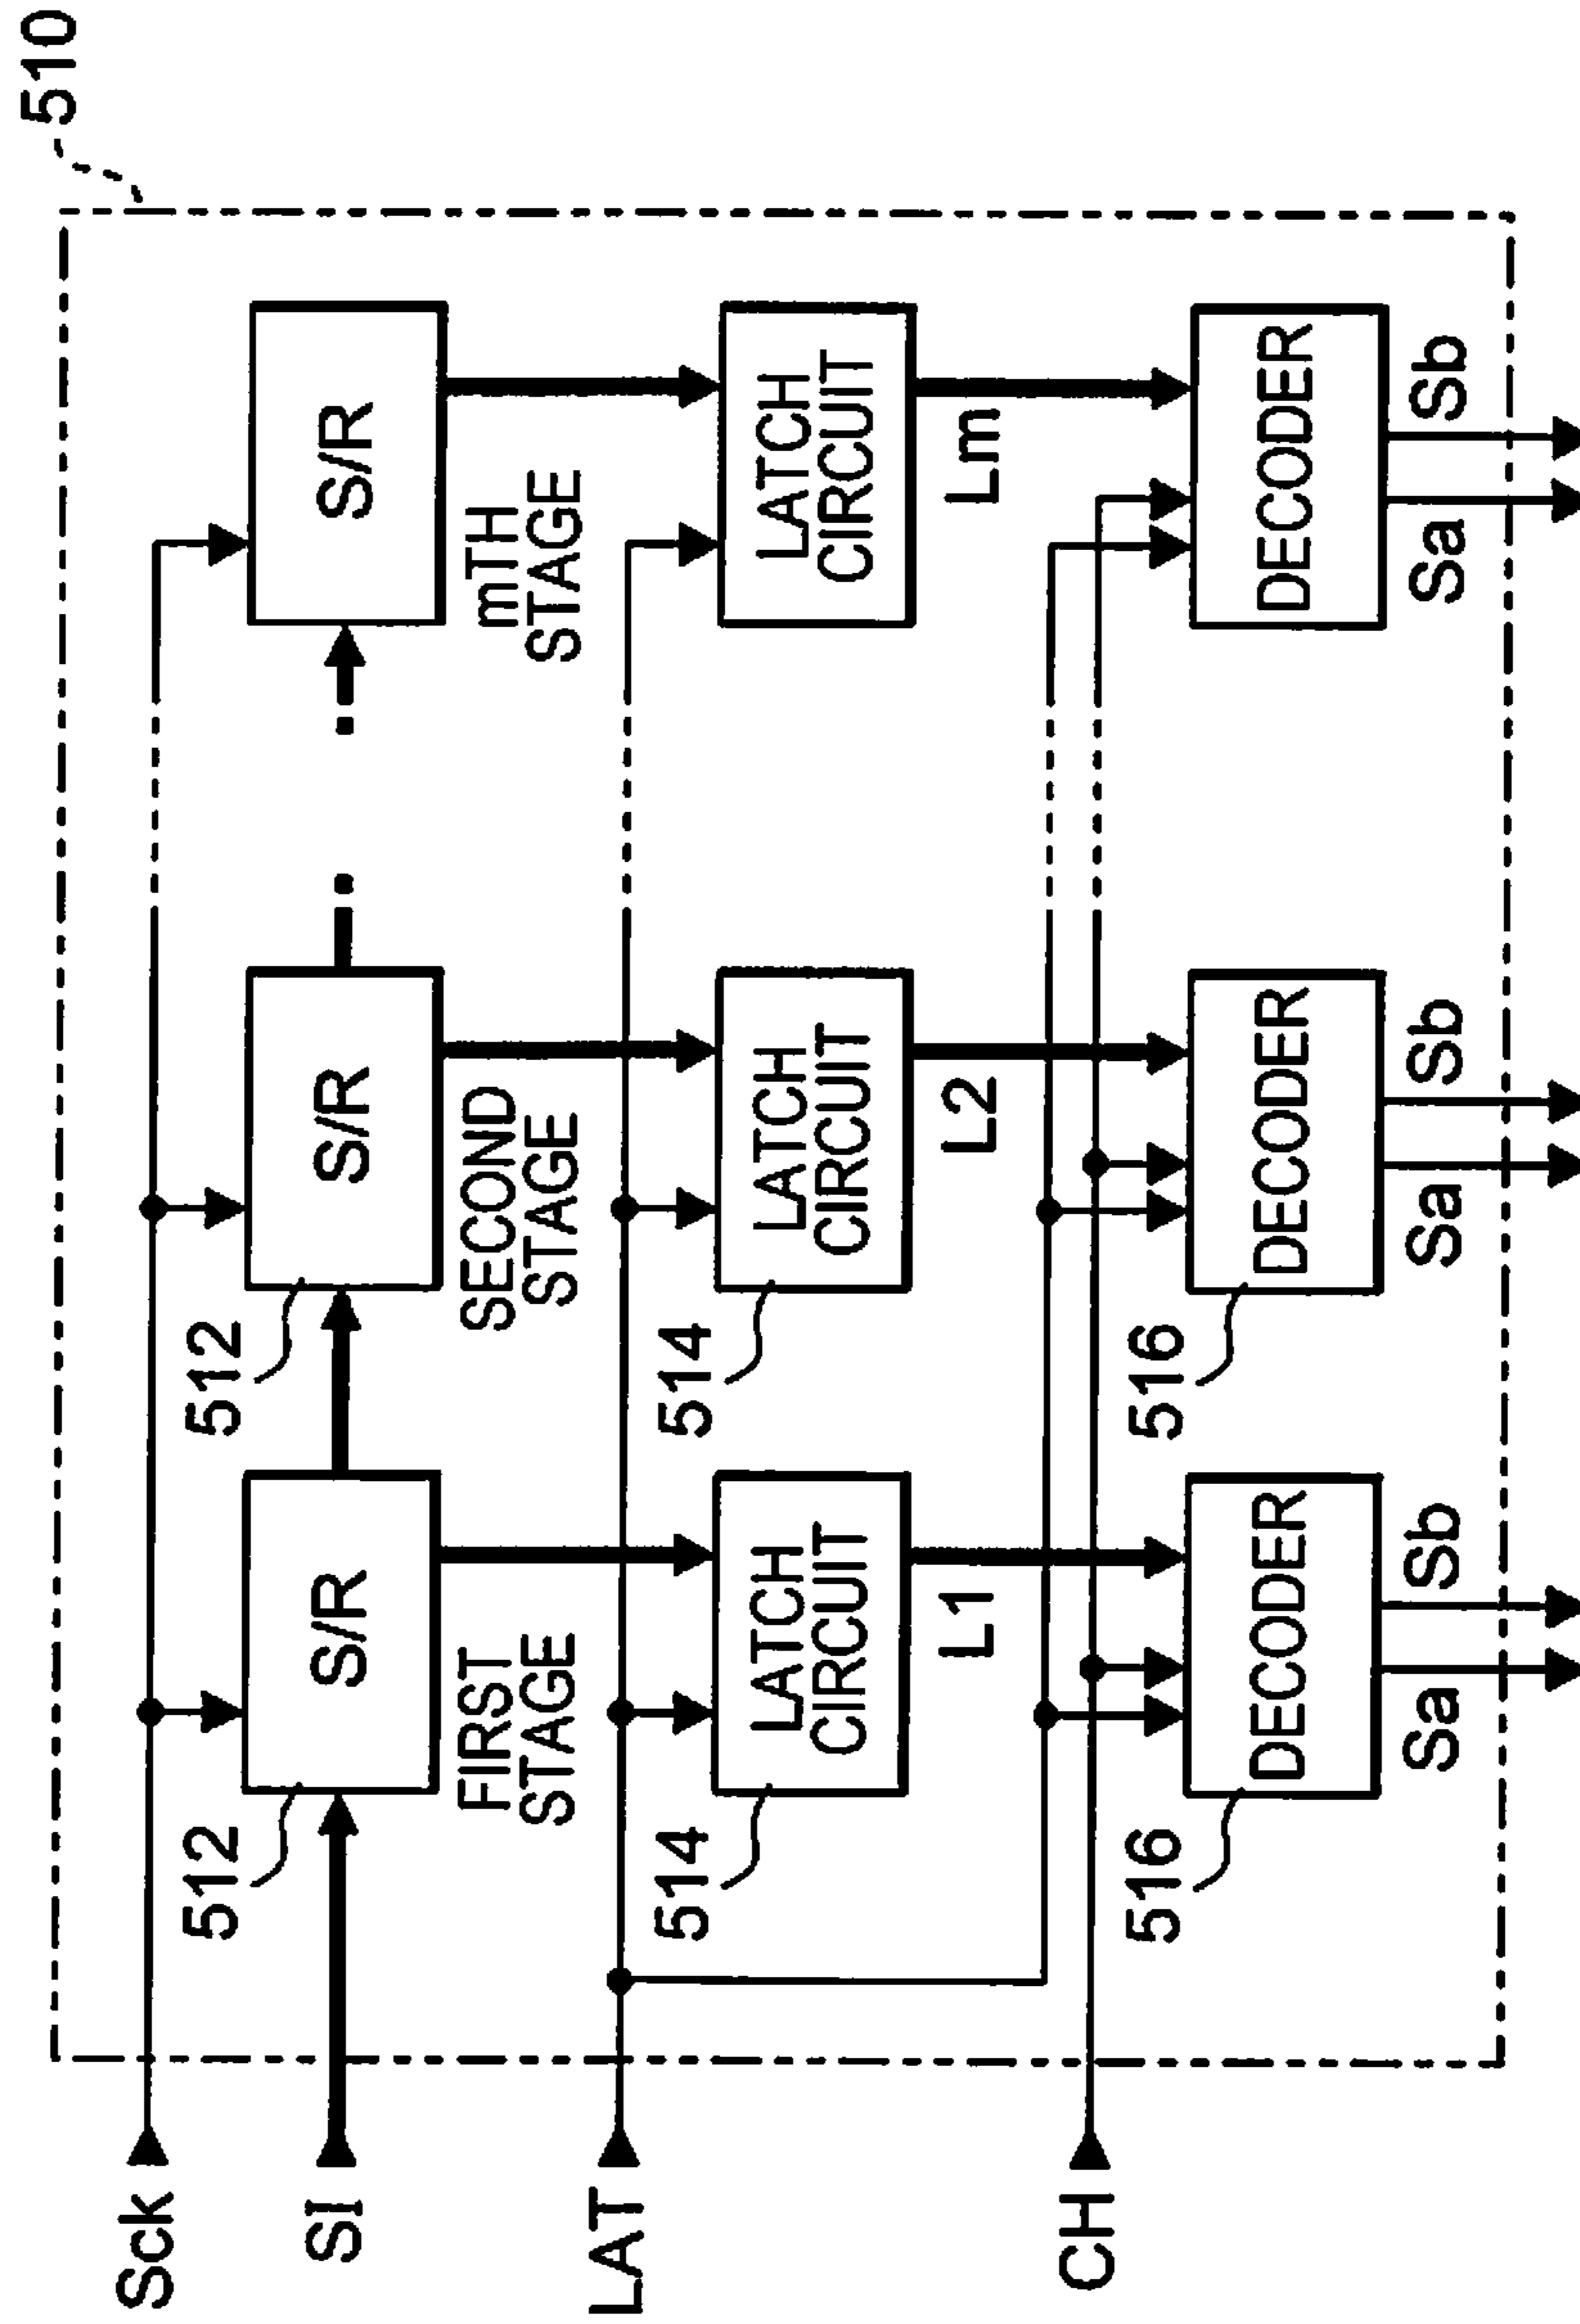 510
Sck
SI
LAT
CH
512
S/R
FIRST
STAGE
512
S/R
SECOND
STAGE
S/R
mTH
STAGE
514
LATCH
CIRCUIT
L1
514
LATCH
CIRCUIT
L2
LATCH
CIRCUIT
Lm
516
DECODER
Sa
Sb
516
DECODER
Sa
Sb
DECODER
Sa
Sb